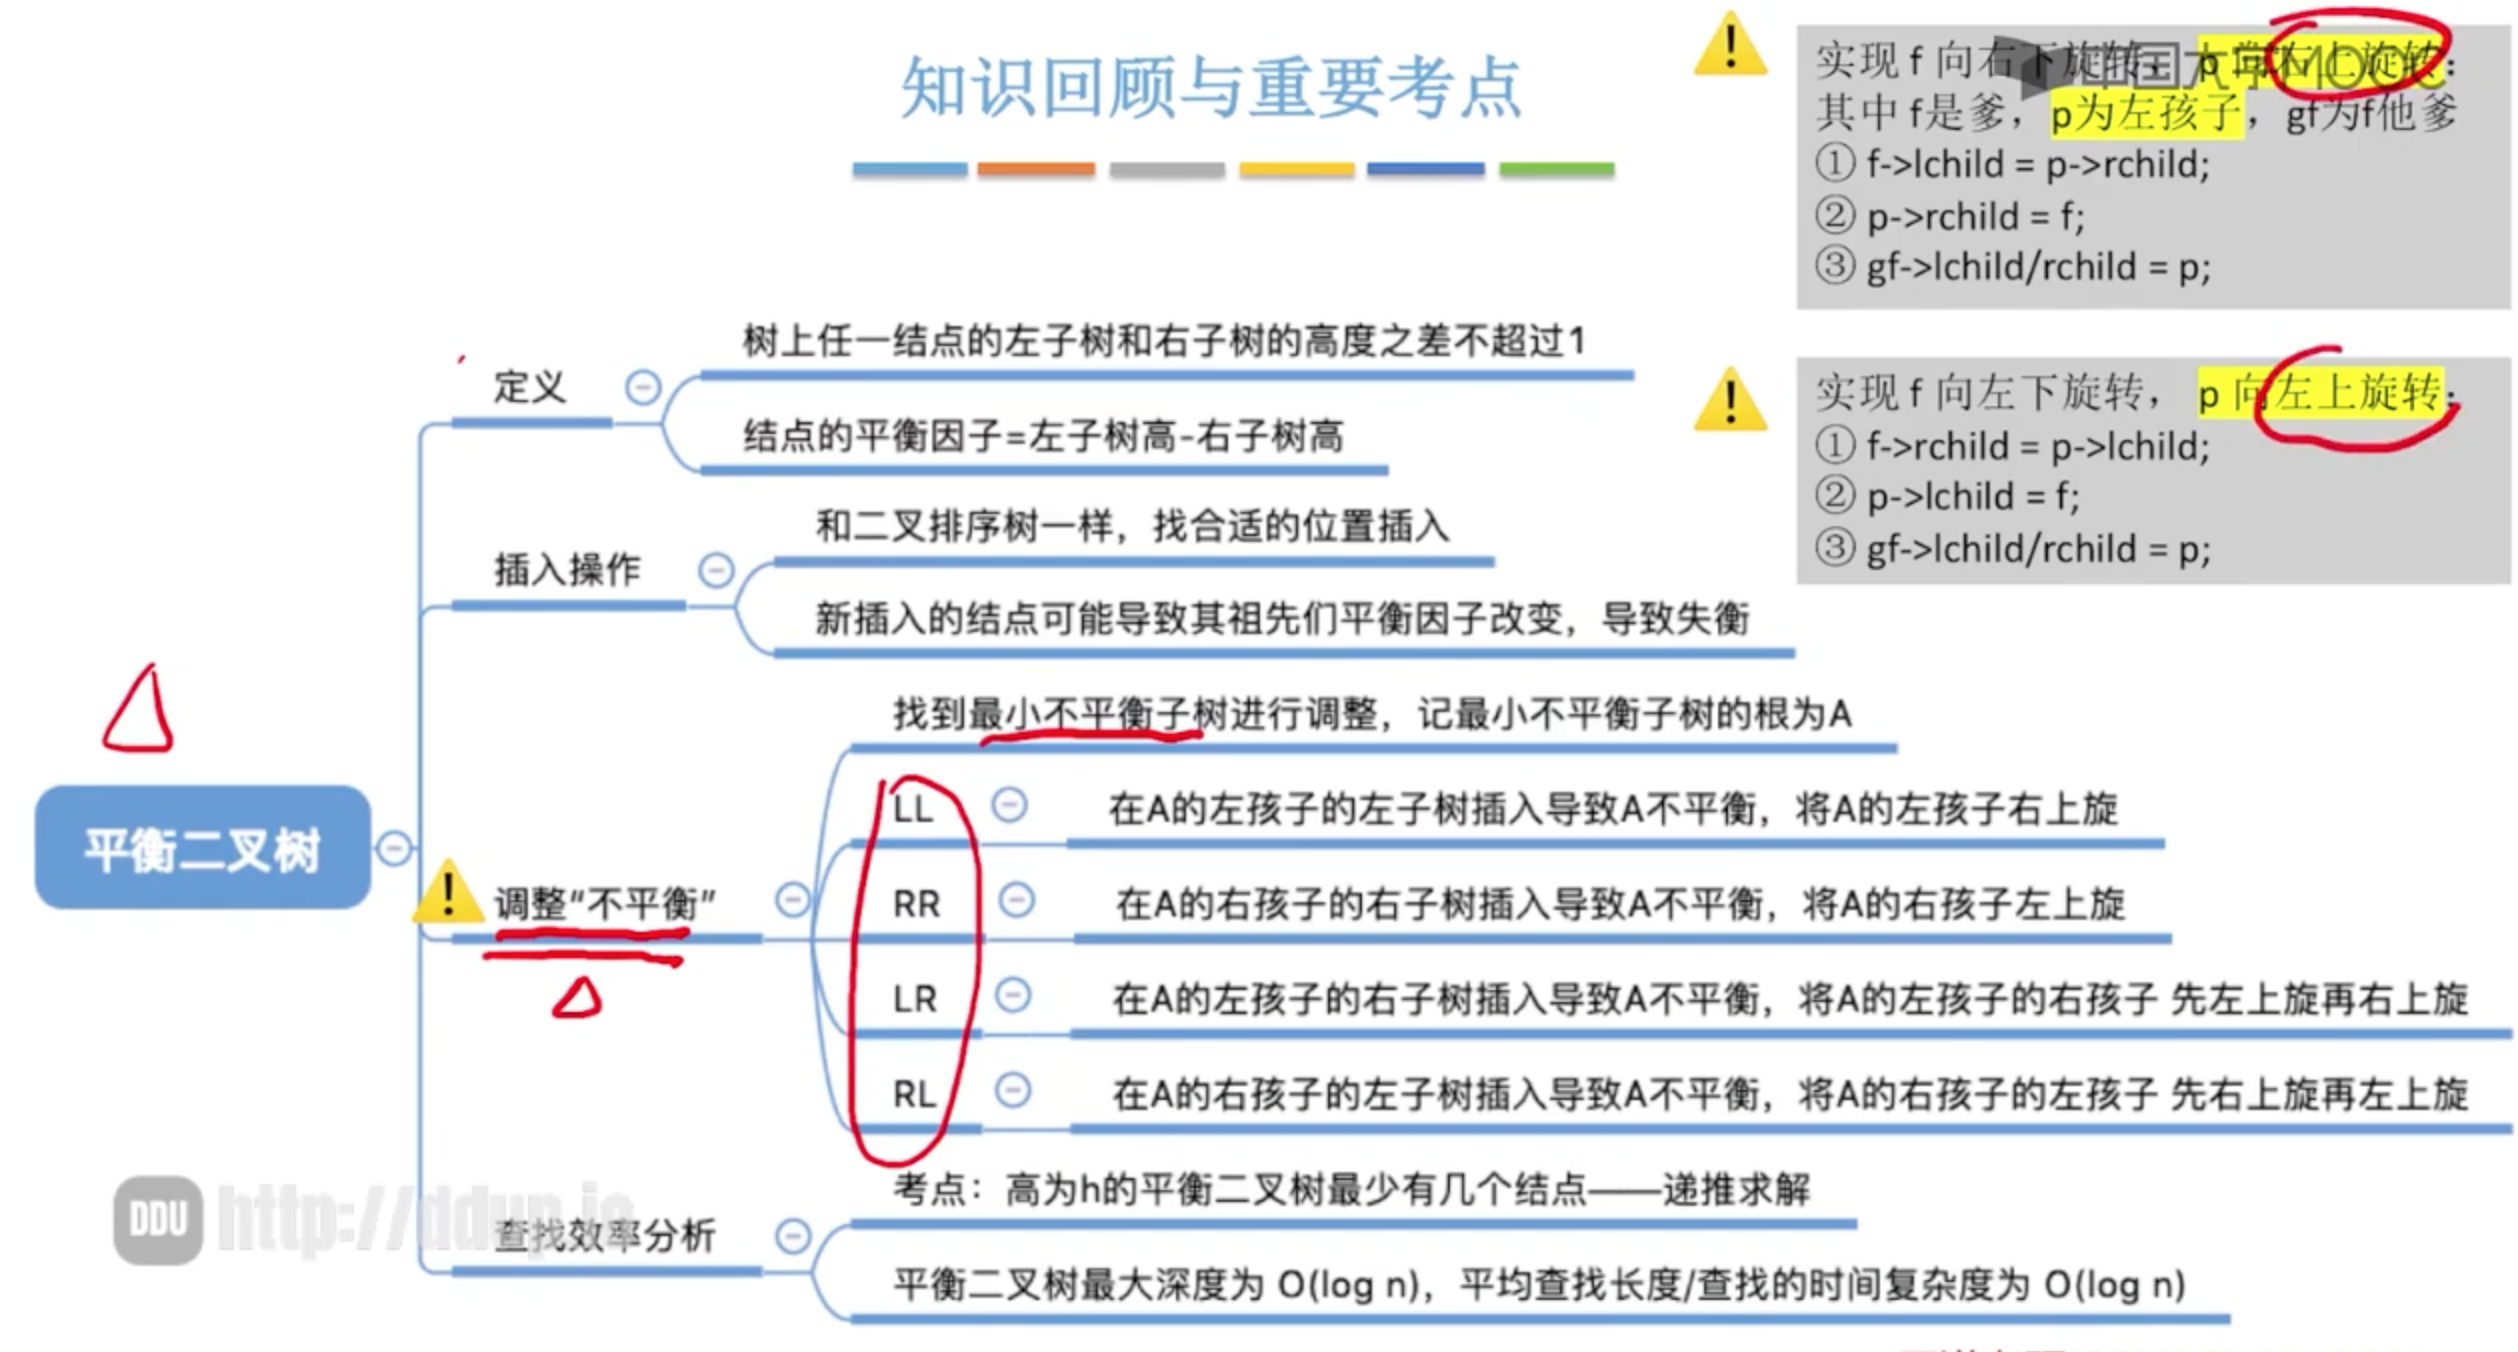 知识回顾与重要考点
实现 f 向右下旋转, p 向右上旋转:
其中 f是爹,p为左孩子,gf为f他爹
① f->lchild = p->rchild;
② p->rchild = f;
③ gf->lchild/rchild = p;
实现 f 向左下旋转, p 向左上旋转:
① f->rchild = p->lchild;
② p->lchild = f;
③ gf->lchild/rchild = p;
平衡二叉树
定义
树上任一结点的左子树和右子树的高度之差不超过1
结点的平衡因子=左子树高-右子树高
插入操作
和二叉排序树一样,找合适的位置插入
新插入的结点可能导致其祖先们平衡因子改变,导致失衡
调整“不平衡”
找到最小不平衡子树进行调整,记最小不平衡子树的根为A
LL
在A的左孩子的左子树插入导致A不平衡,将A的左孩子右上旋
RR
在A的右孩子的右子树插入导致A不平衡,将A的右孩子左上旋
LR
在A的左孩子的右子树插入导致A不平衡,将A的左孩子的右孩子 先左上旋再右上旋
RL
在A的右孩子的左子树插入导致A不平衡,将A的右孩子的左孩子 先右上旋再左上旋
查找效率分析
考点:高为h的平衡二叉树最少有几个结点——递推求解
平衡二叉树最大深度为 O(log n),平均查找长度/查找的时间复杂度为 O(log n)
中国大学MOOC
DDU http://ddup.ic